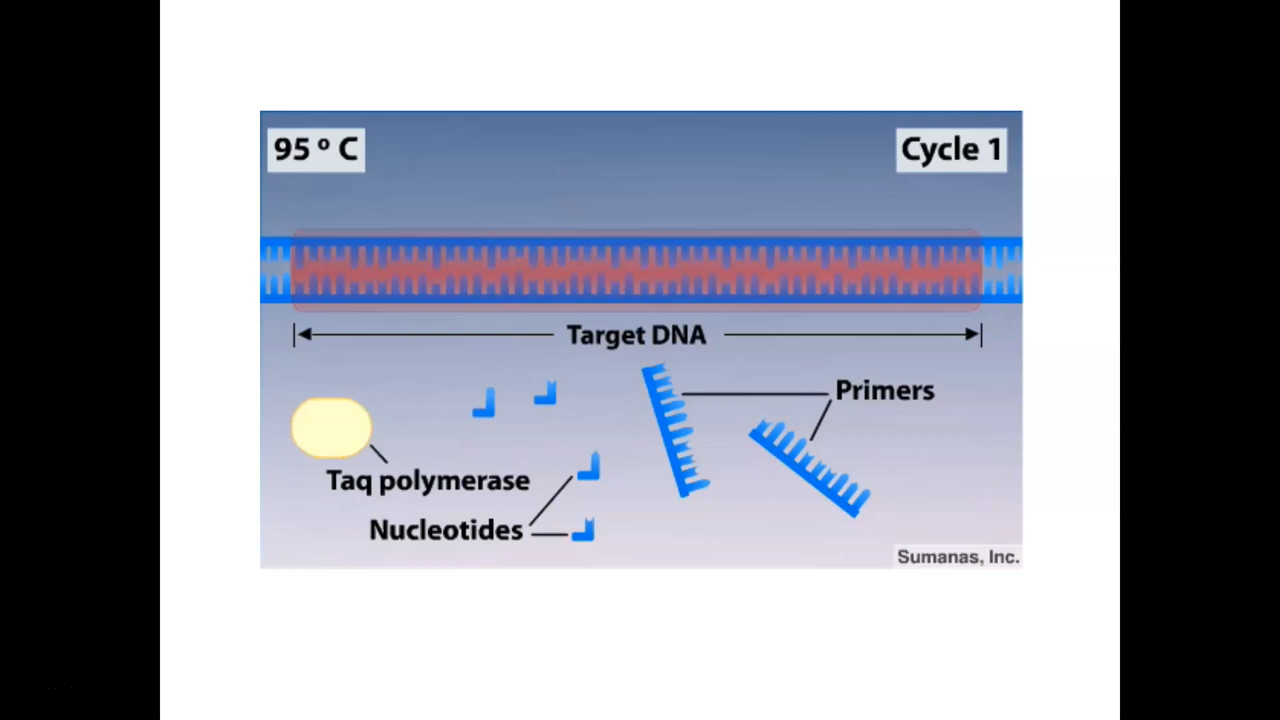 95 º C
Cycle 1
Target DNA
Primers
Taq polymerase
Nucleotides
Sumanas, Inc.